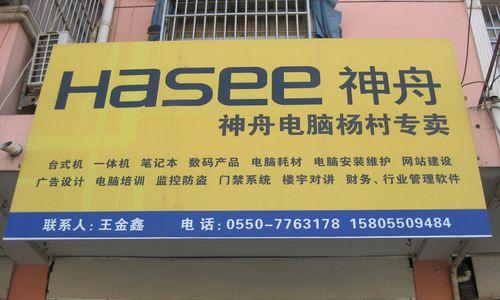 Hasee 神舟
神舟电脑杨村专卖
台式机 一体机 笔记本 数码产品 电脑耗材 电脑安装维护 网站建设
广告设计 电脑培训 监控防盗 门禁系统 楼宇对讲 财务、行业管理软件
联系人:王金鑫 电话:0550-7763178 15805509484